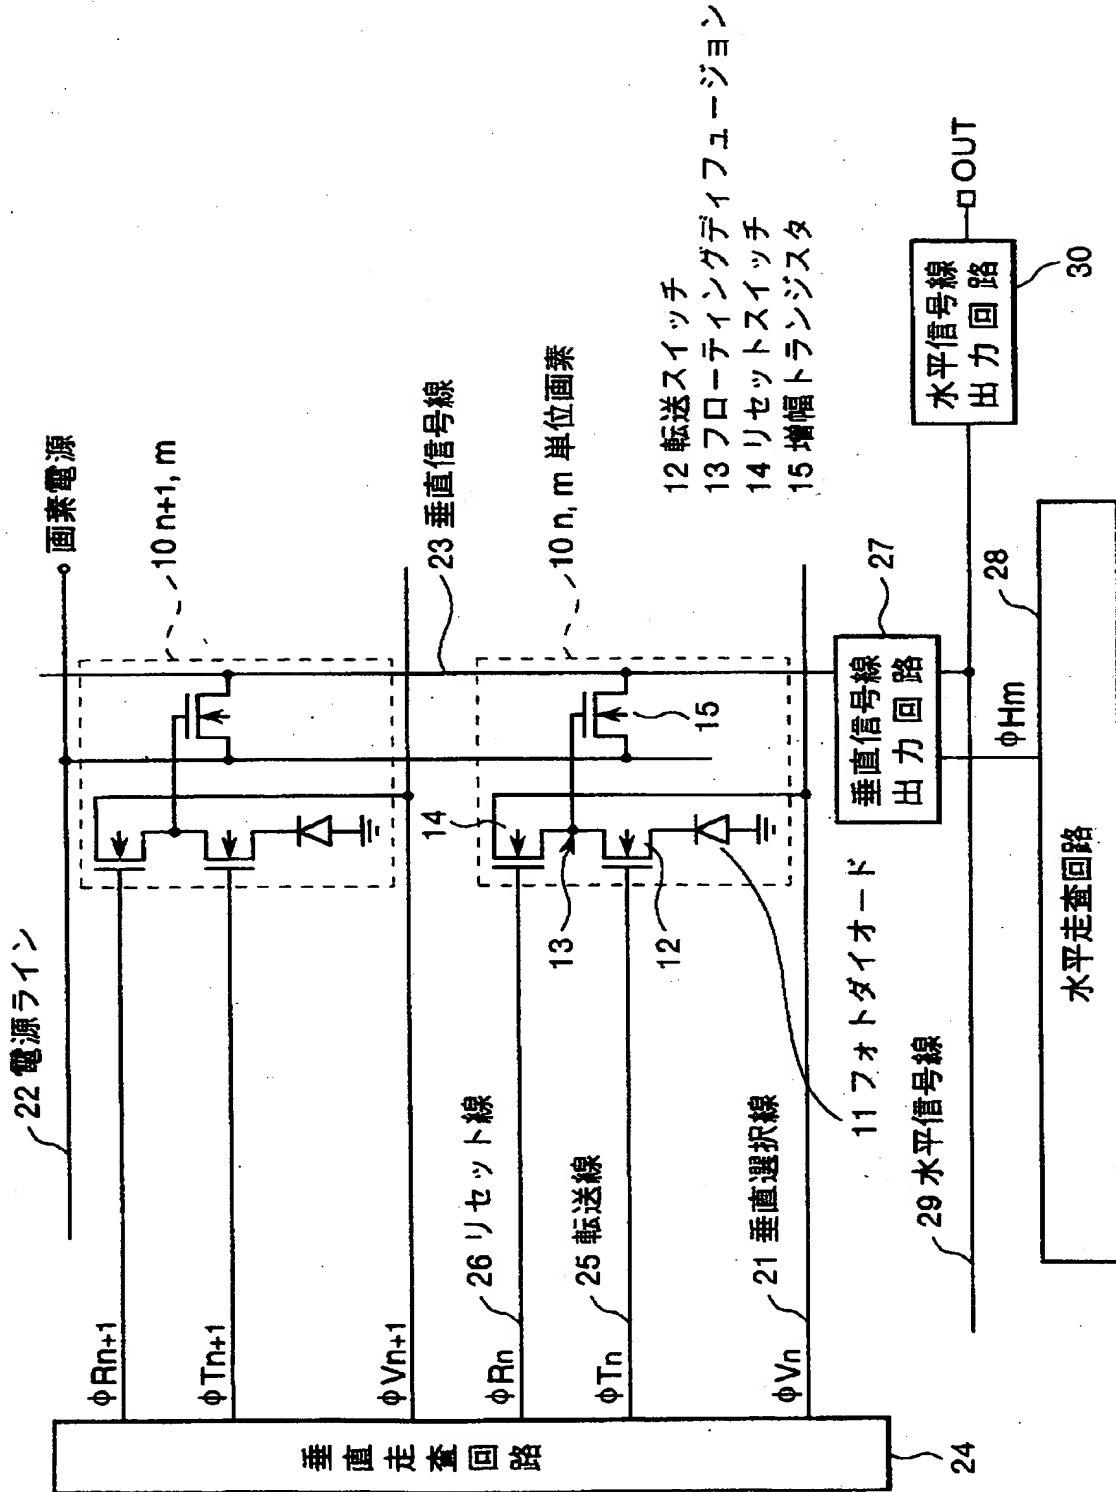 22 電源ライン
画素電源
10 n+1, m
23 垂直信号線
10 n, m 単位画素
12 転送スイッチ
13 フローティングディフュージョン
14 リセットスイッチ
15 増幅トランジスタ
φRn+1
φTn+1
φVn+1
φRn
26 リセット線
φTn
25 転送線
φVn
21 垂直選択線
14
13
12
15
11 フォトダイオード
垂直走査回路
24
27
垂直信号線
出力回路
29 水平信号線
φHm
28
水平走査回路
水平信号線
出力回路
30
OUT